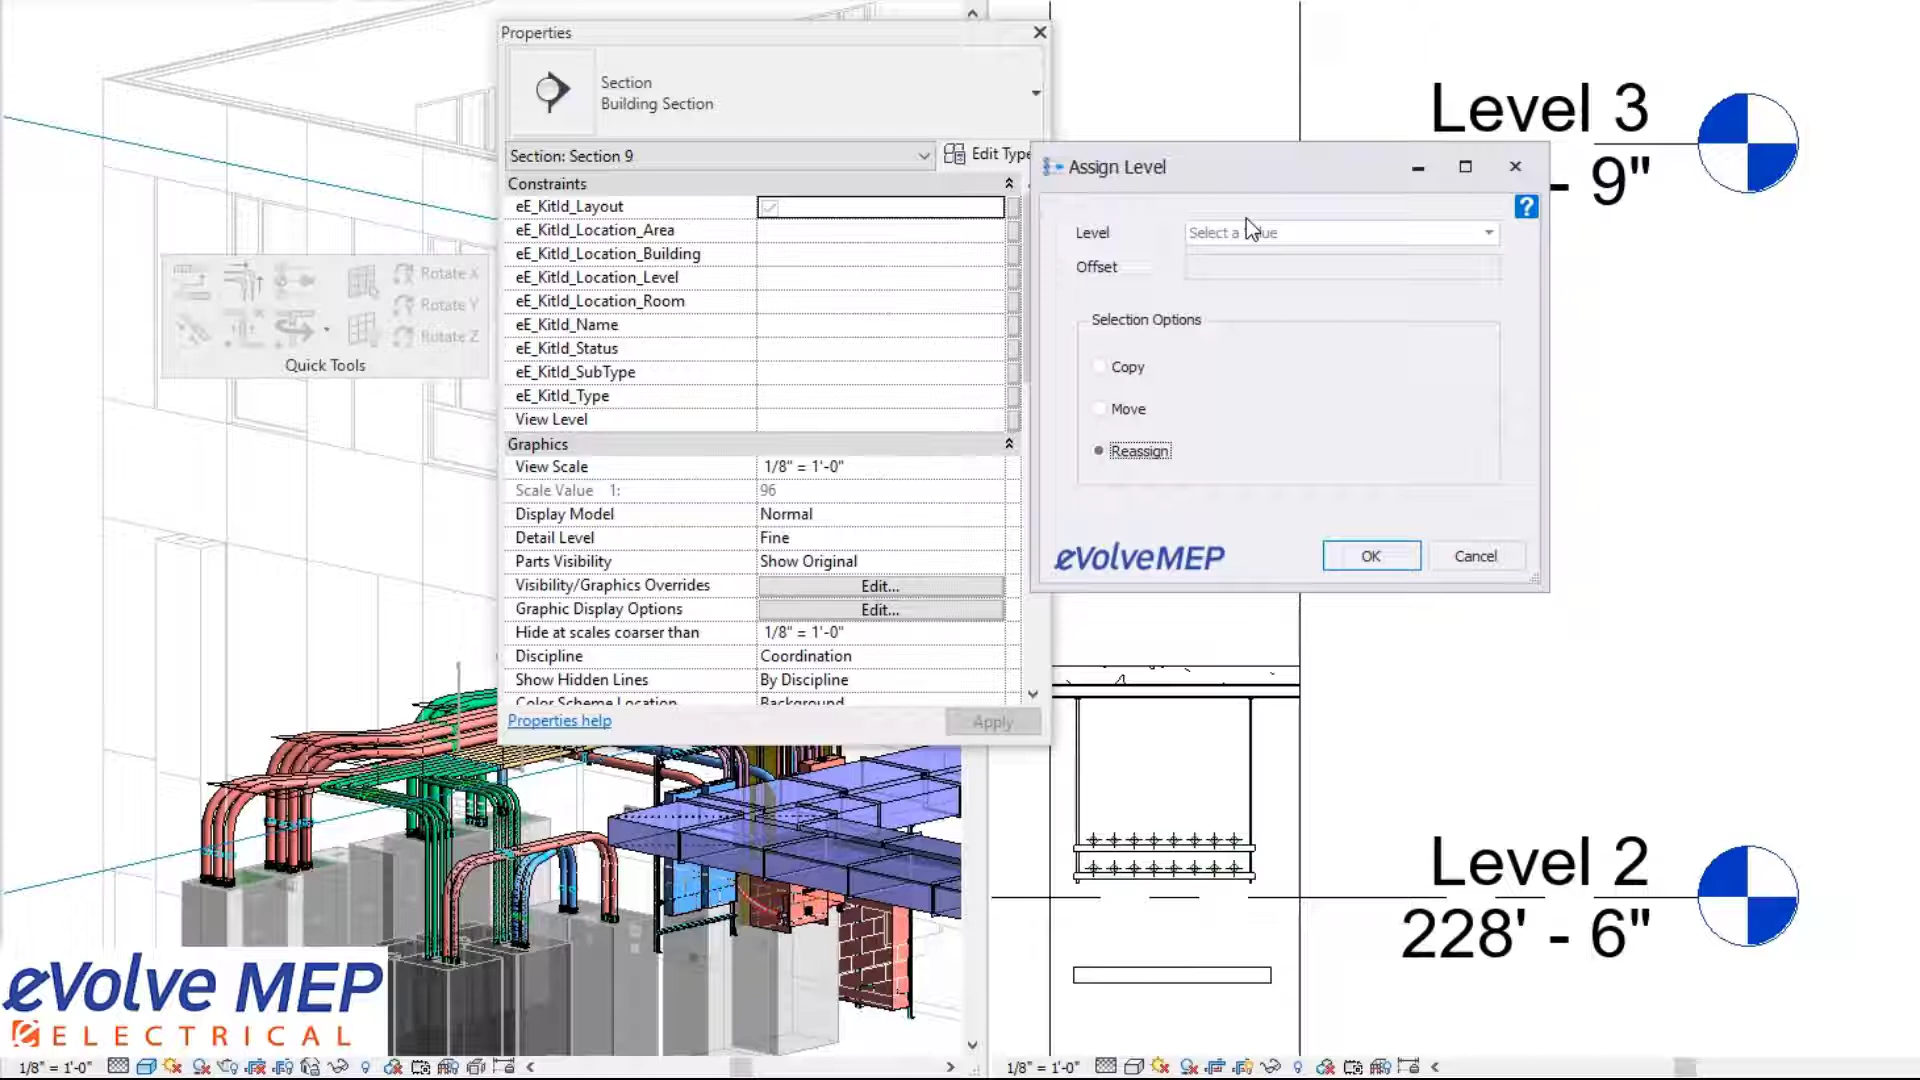 Properties
Section
Building Section
Section: Section 9
Edit Type
Constraints
eE_KitId_Layout
eE_KitId_Location_Area
eE_KitId_Location_Building
eE_KitId_Location_Level
eE_KitId_Location_Room
eE_KitId_Name
eE_KitId_Status
eE_KitId_SubType
eE_KitId_Type
View Level
Graphics
View Scale 1/8" = 1'-0"
Scale Value 1: 96
Display Model Normal
Detail Level Fine
Parts Visibility Show Original
Visibility/Graphics Overrides Edit...
Graphic Display Options Edit...
Hide at scales coarser than 1/8" = 1'-0"
Discipline Coordination
Show Hidden Lines By Discipline
Color Scheme Location Background
Properties help
Apply
Rotate X
Rotate Y
Rotate Z
Quick Tools
Assign Level
?
Level Select a
Offset
Selection Options
Copy
Move
Reassign
eVolveMEP
OK
Cancel
Level 3
- 9"
Level 2
228' - 6"
eVolve MEP
ELECTRICAL
1/8" = 1'-0"
1/8" = 1'-0"